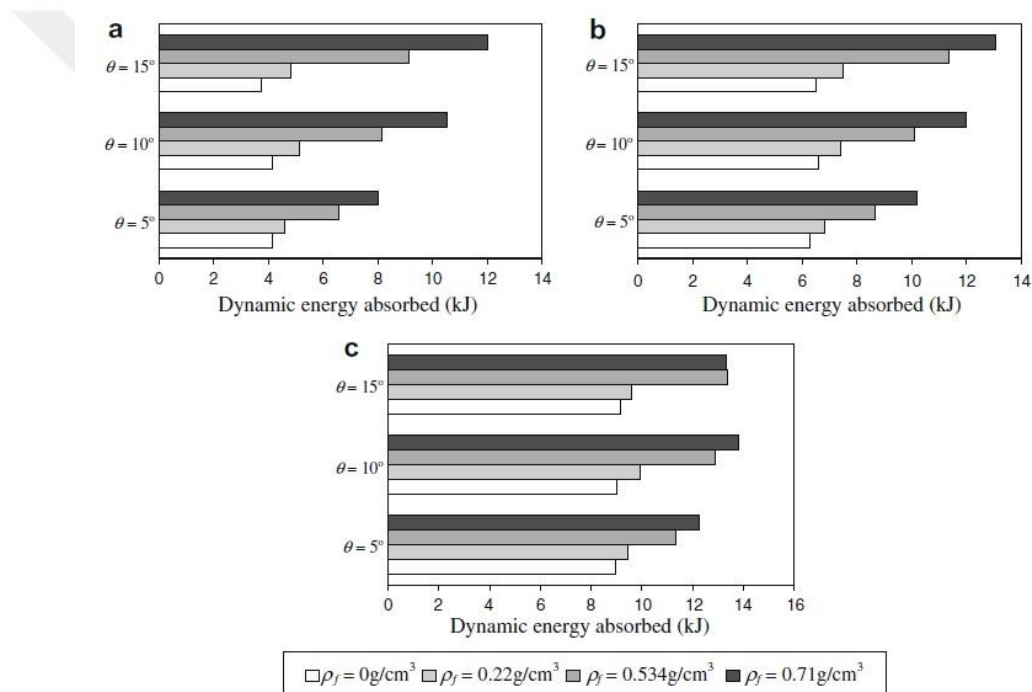 a
θ = 15°
θ = 10°
θ = 5°
0 2 4 6 8 10 12 14
Dynamic energy absorbed (kJ)
b
θ = 15°
θ = 10°
θ = 5°
0 2 4 6 8 10 12 14
Dynamic energy absorbed (kJ)
c
θ = 15°
θ = 10°
θ = 5°
0 2 4 6 8 10 12 14 16
Dynamic energy absorbed (kJ)
ρf = 0g/cm³ ρf = 0.22g/cm³ ρf = 0.534g/cm³ ρf = 0.71g/cm³